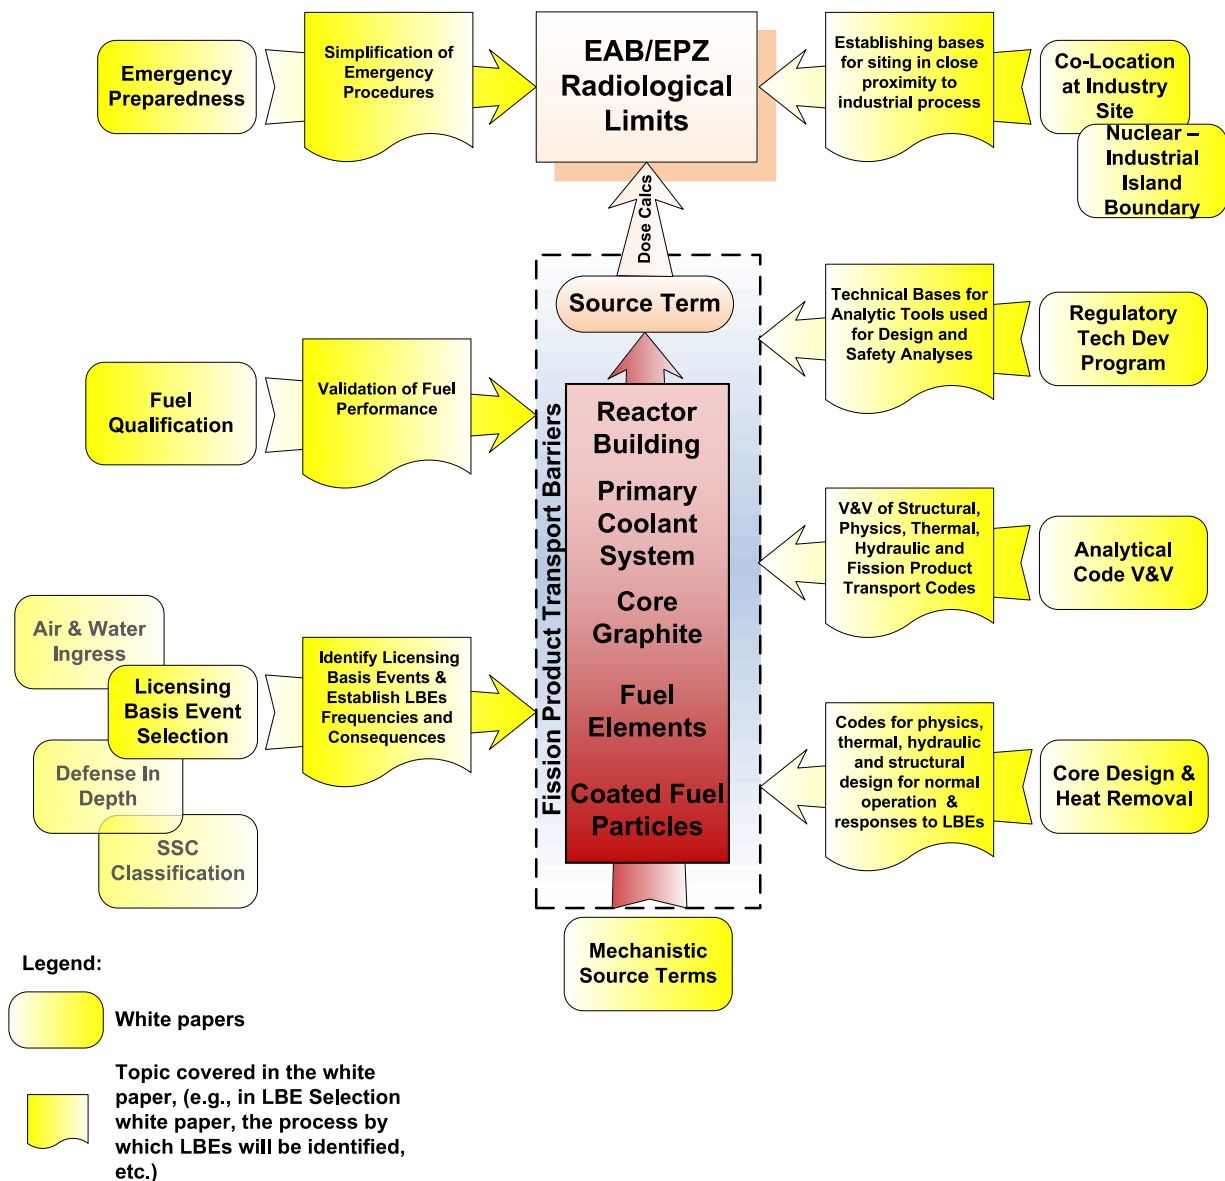 Emergency
Preparedness
Simplification of
Emergency
Procedures
EAB/EPZ
Radiological
Limits
Establishing bases
for siting in close
proximity to
industrial process
Co-Location
at Industry
Site
Nuclear –
Industrial
Island
Boundary
Dose Calcs
Source Term
Fission Product Transport Barriers
Reactor
Building
Primary
Coolant
System
Core
Graphite
Fuel
Elements
Coated Fuel
Particles
Mechanistic
Source Terms
Fuel
Qualification
Validation of Fuel
Performance
Air & Water
Ingress
Licensing
Basis Event
Selection
Defense In
Depth
SSC
Classification
Identify Licensing
Basis Events &
Establish LBEs
Frequencies and
Consequences
Technical Bases for
Analytic Tools used
for Design and
Safety Analyses
Regulatory
Tech Dev
Program
V&V of Structural,
Physics, Thermal,
Hydraulic and
Fission Product
Transport Codes
Analytical
Code V&V
Codes for physics,
thermal, hydraulic
and structural
design for normal
operation &
responses to LBEs
Core Design &
Heat Removal
Legend:
White papers
Topic covered in the white
paper, (e.g., in LBE Selection
white paper, the process by
which LBEs will be identified,
etc.)